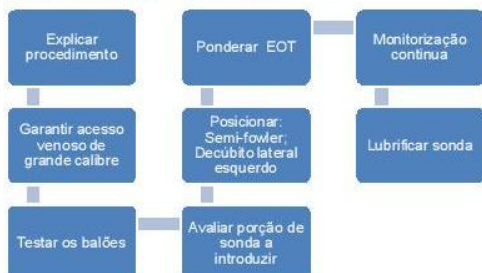 Explicar
procedimento
Garantir acesso
venoso de
grande calibre
Testar os balões
Avaliar porção de
sonda a
introduzir
Posicionar:
Semi-fowler;
Decúbito lateral
esquerdo
Ponderar EOT
Monitorização
continua
Lubrificar sonda